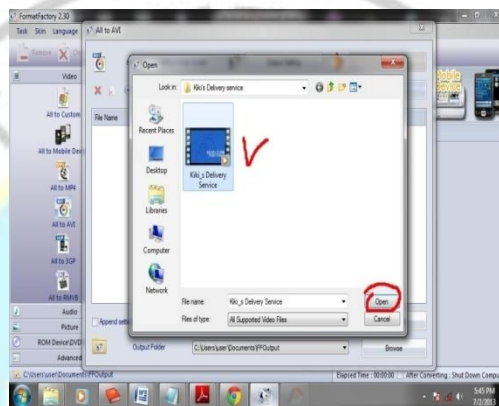 FormatFactory 2.30
Task Skin Language
All to AVI
Remove
Video
All to Custom
All to Mobile Dev
All to MP4
All to AVI
All to 3GP
All to RMVB
Audio
Picture
ROM Device\DVD
Advanced
File Name
Open
Look in:
Kiki's Delivery service
Recent Places
Desktop
Libraries
Computer
Network
Kiki_s Delivery
Service
File name:
Kiki_s Delivery Service
Open
Files of type:
All Supported Video Files
Cancel
Output Folder
C:\Users\user\Documents\FFOutput
Browse
C:\Users\user\Documents\FFOutput
Elapsed Time : 00:00:00
After Converting : Shut Down Compu
5:45 PM
7/2/2013